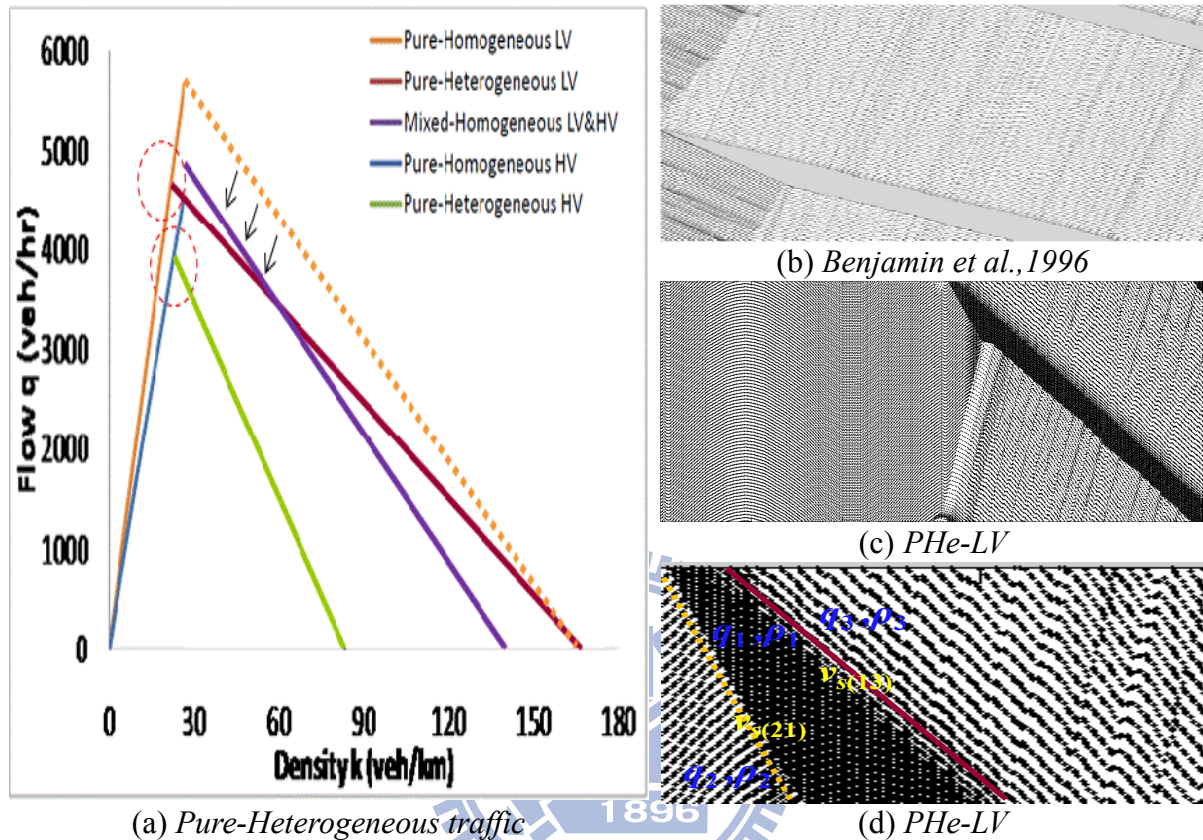 6000
5000
4000
3000
2000
1000
0
Flow q (veh/hr)
0 30 60 90 120 150 180
Density k (veh/km)
Pure-Homogeneous LV
Pure-Heterogeneous LV
Mixed-Homogeneous LV&HV
Pure-Homogeneous HV
Pure-Heterogeneous HV
(a) Pure-Heterogeneous traffic
(b) Benjamin et al.,1996
(c) PHe-LV
q3 ,ρ3
q1 ,ρ1
vs(13)
vs(21)
q2 ,ρ2
1896
(d) PHe-LV